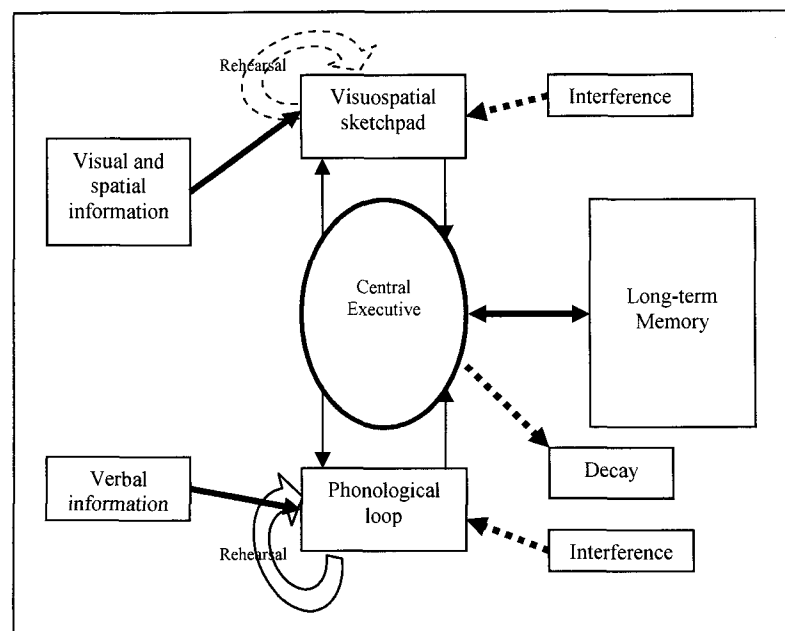 Rehearsal
Visuospatial
sketchpad
Interference
Visual and
spatial
information
Central
Executive
Long-term
Memory
Verbal
information
Phonological
loop
Decay
Rehearsal
Interference